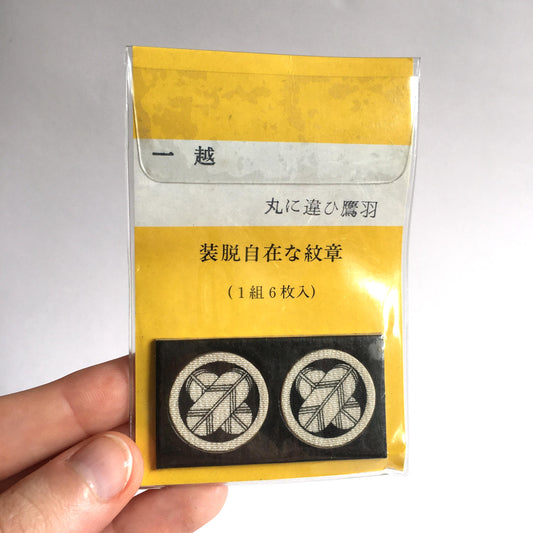 一越
丸に違ひ鷹羽
装脱自在な紋章
(1組6枚入)